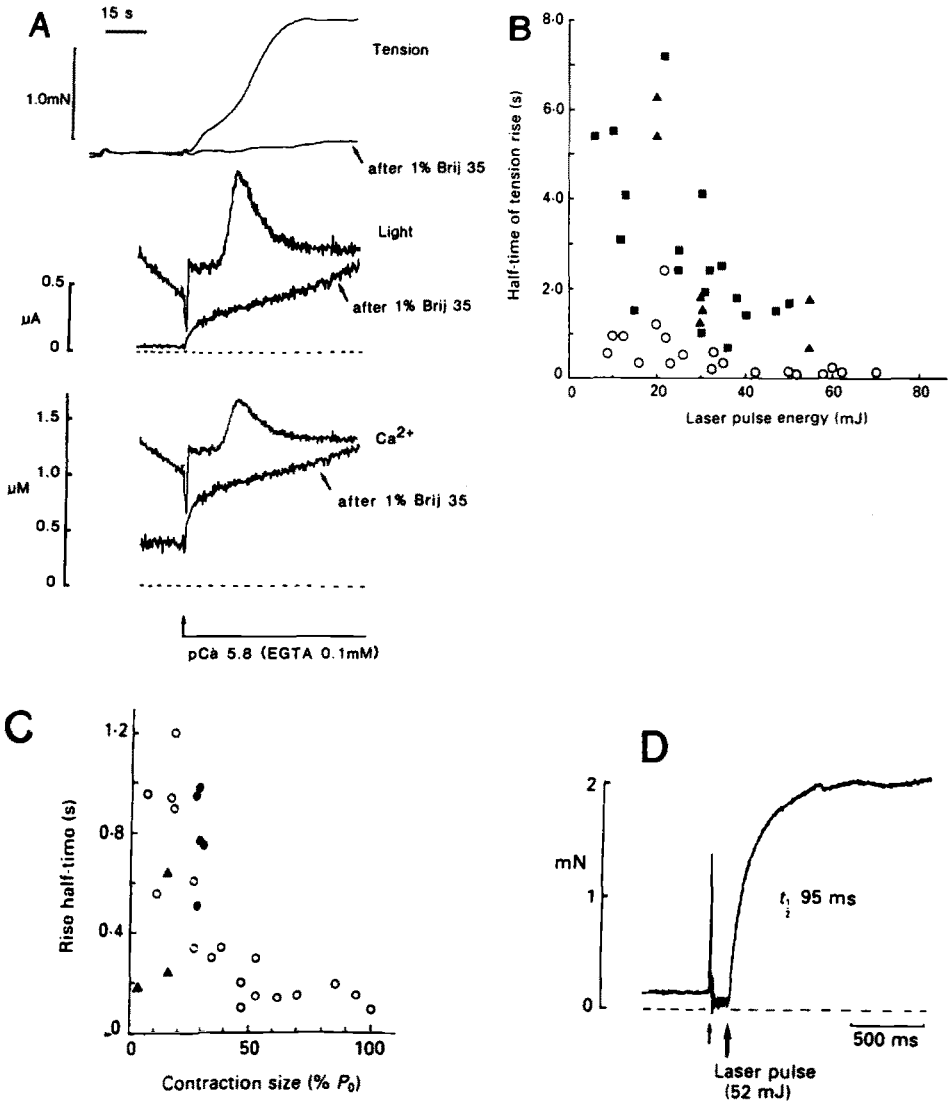 A
15 s
Tension
1.0mN
after 1% Brij 35
Light
0.5
µA
0
after 1% Brij 35
1.5
Ca2+
1.0
µM
after 1% Brij 35
0.5
0
pCà 5.8 (EGTA 0.1mM)
B
8.0
6.0
4.0
2.0
0
Half-time of tension rise (s)
0 20 40 60 80
Laser pulse energy (mJ)
C
1·2
0·8
0·4
0
Riso half-timo (s)
0 50 100
Contraction size (% P0)
D
2
mN
1
0
t1/2 95 ms
500 ms
Laser pulse
(52 mJ)